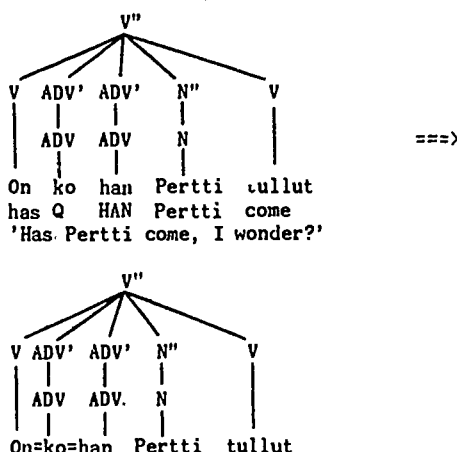 V"
V ADV' ADV' N" V
ADV ADV N
===>
On ko han Pertti tullut
has Q HAN Pertti come
'Has Pertti come, I wonder?'
V"
V ADV' ADV' N" V
ADV ADV. N
On=ko=han Pertti tullut